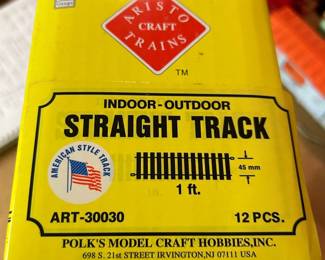 ARISTO
CRAFT
TRAINS
TM
INDOOR-OUTDOOR
STRAIGHT TRACK
AMERICAN STYLE TRACK
45 mm
1 ft.
ART-30030 12 PCS.
POLK'S MODEL CRAFT HOBBIES,INC.
698 S. 21st STREET IRVINGTON,NJ 07111 USA